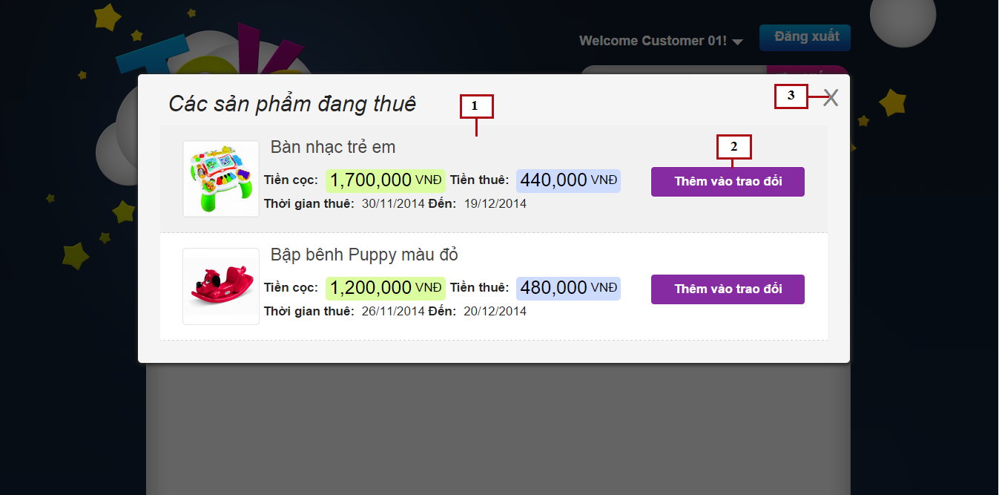 Welcome Customer 01!
Đăng xuất
Các sản phẩm đang thuê
1
3
Bàn nhạc trẻ em
2
Tiền cọc: 1,700,000 VNĐ Tiền thuê: 440,000 VNĐ
Thêm vào trao đổi
Thời gian thuê: 30/11/2014 Đến: 19/12/2014
Bập bênh Puppy màu đỏ
Tiền cọc: 1,200,000 VNĐ Tiền thuê: 480,000 VNĐ
Thêm vào trao đổi
Thời gian thuê: 26/11/2014 Đến: 20/12/2014